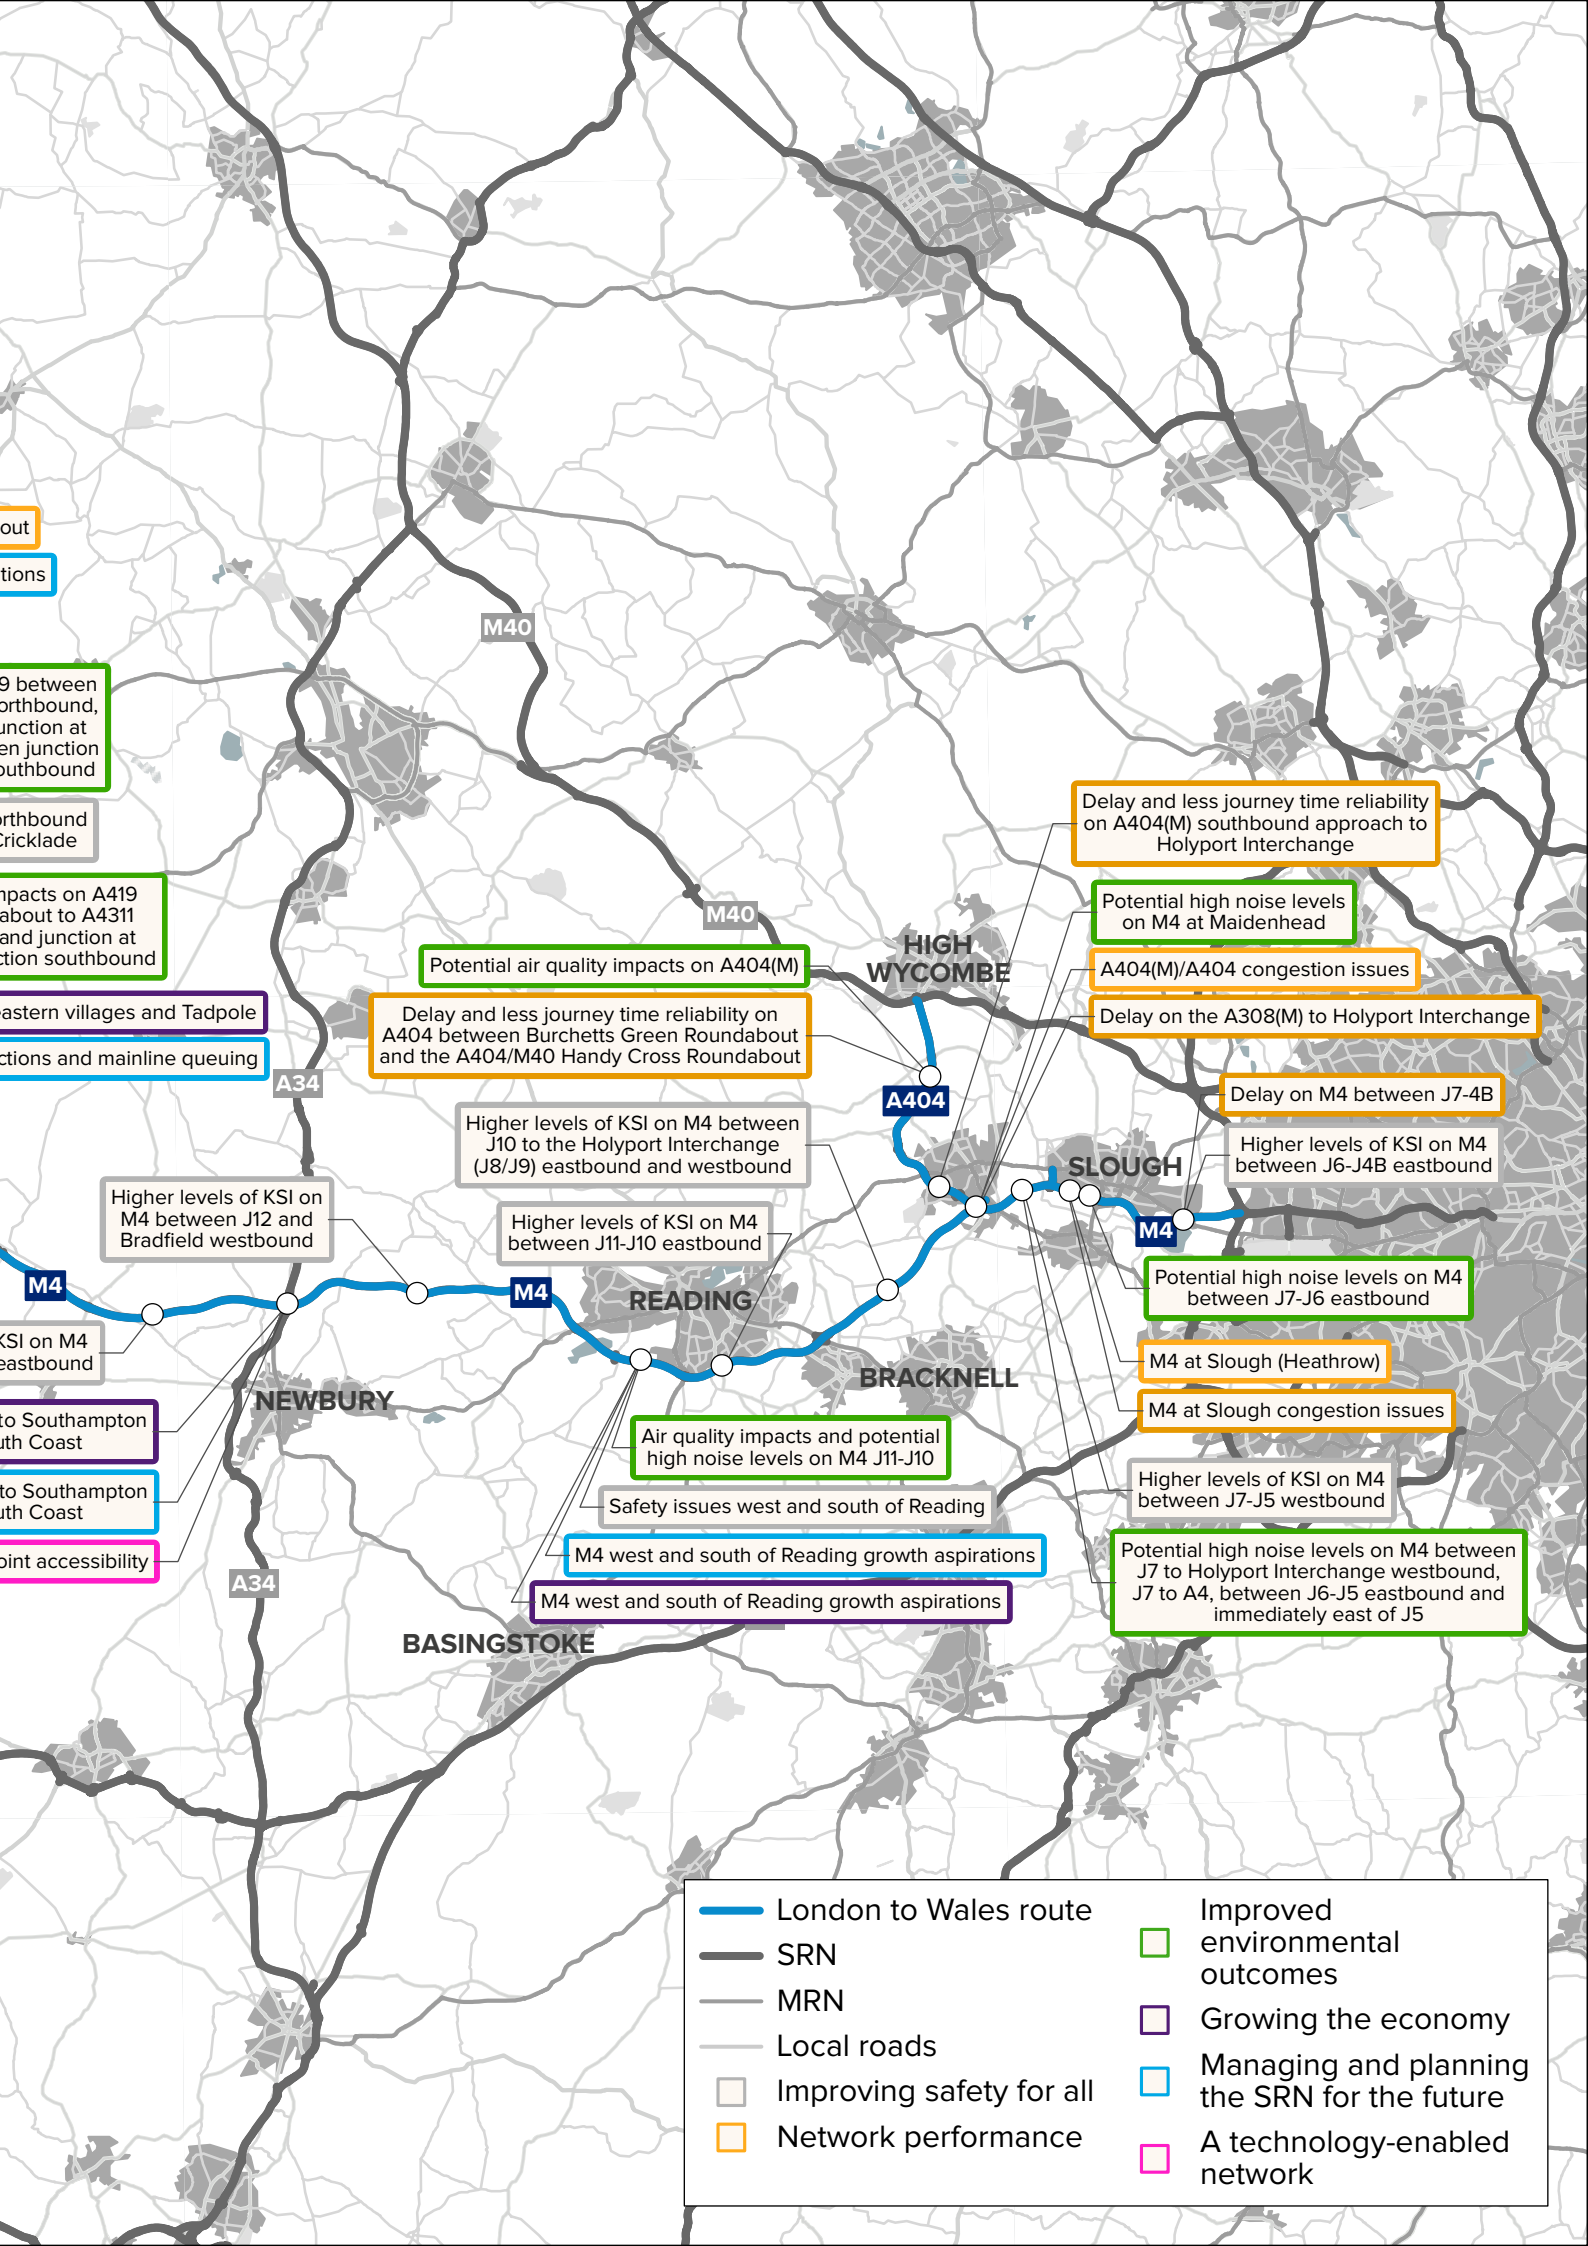 out
tions
9 between
orthbound,
unction at
en junction
outhbound
orthbound
Cricklade
mpacts on A419
about to A4311
and junction at
ction southbound
eastern villages and Tadpole
ctions and mainline queuing
M40
M40
A34
Potential air quality impacts on A404(M)
Delay and less journey time reliability on
A404 between Burchetts Green Roundabout
and the A404/M40 Handy Cross Roundabout
HIGH
WYCOMBE
Delay and less journey time reliability
on A404(M) southbound approach to
Holyport Interchange
Potential high noise levels
on M4 at Maidenhead
A404(M)/A404 congestion issues
Delay on the A308(M) to Holyport Interchange
A404
Delay on M4 between J7-4B
Higher levels of KSI on M4
between J6-J4B eastbound
Higher levels of KSI on M4 between
J10 to the Holyport Interchange
(J8/J9) eastbound and westbound
SLOUGH
Higher levels of KSI on
M4 between J12 and
Bradfield westbound
Higher levels of KSI on M4
between J11-J10 eastbound
M4
M4
M4
READING
Potential high noise levels on M4
between J7-J6 eastbound
KSI on M4
eastbound
M4 at Slough (Heathrow)
BRACKNELL
NEWBURY
M4 at Slough congestion issues
to Southampton
uth Coast
Air quality impacts and potential
high noise levels on M4 J11-J10
to Southampton
uth Coast
Safety issues west and south of Reading
Higher levels of KSI on M4
between J7-J5 westbound
oint accessibility
M4 west and south of Reading growth aspirations
A34
M4 west and south of Reading growth aspirations
Potential high noise levels on M4 between
J7 to Holyport Interchange westbound,
J7 to A4, between J6-J5 eastbound and
immediately east of J5
BASINGSTOKE
London to Wales route
SRN
MRN
Local roads
Improving safety for all
Network performance
Improved
environmental
outcomes
Growing the economy
Managing and planning
the SRN for the future
A technology-enabled
network